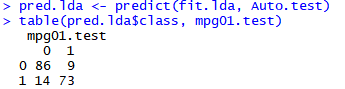 > pred.lda <- predict(fit.lda, Auto.test)
> table(pred.lda$class, mpg01.test)
   mpg01.test
     0  1
  0 86  9
  1 14 73